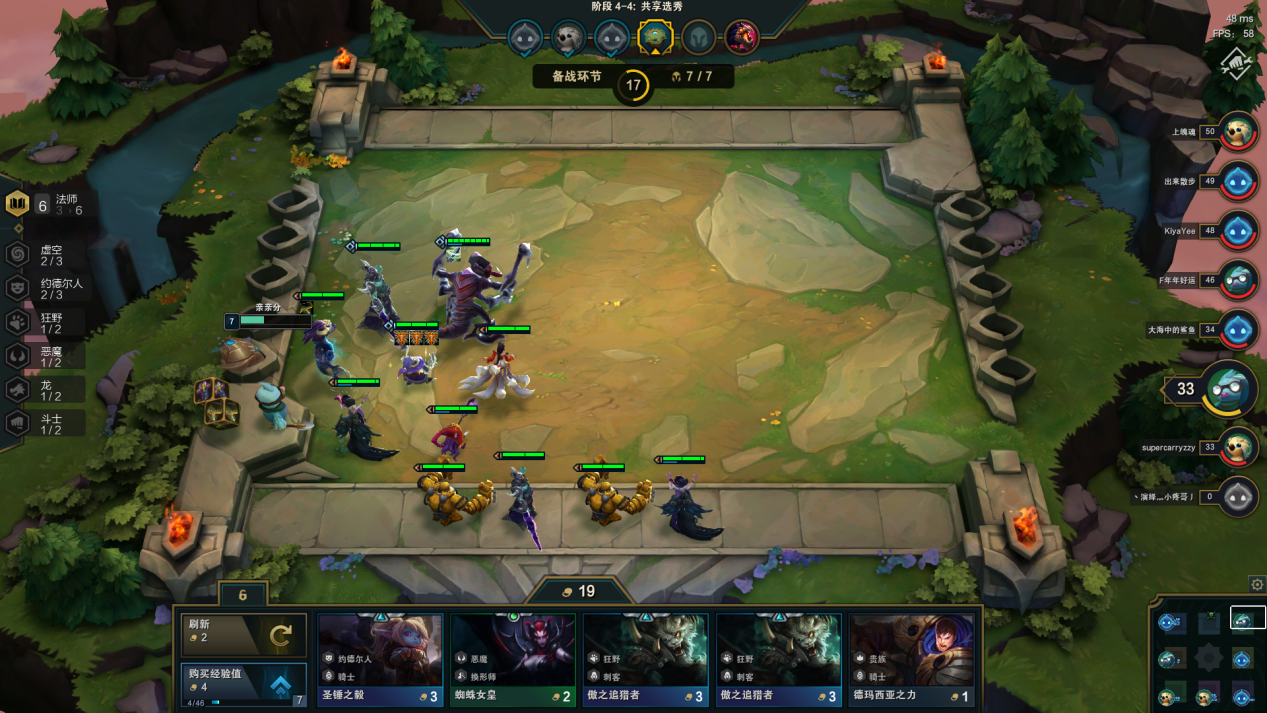 阶段 4-4: 共享选秀
48 ms
FPS: 58
备战环节
17
7 / 7
上魄魂 50
出来散步 49
KiyaYee 48
F年年好运 46
大海中的鲨鱼 34
33
supercarryzzy 33
0
6 法师
3 6
虚空
2 / 3
约德尔人
2 / 3
狂野
1 / 2
恶魔
1 / 2
龙
1 / 2
斗士
1 / 2
亲亲分
7
6
19
刷新
2
购买经验值
4
4/46
7
约德尔人
骑士
圣锤之毅 3
恶魔
换形师
蜘蛛女皇 2
狂野
刺客
傲之追猎者 3
狂野
刺客
傲之追猎者 3
贵族
骑士
德玛西亚之力 1